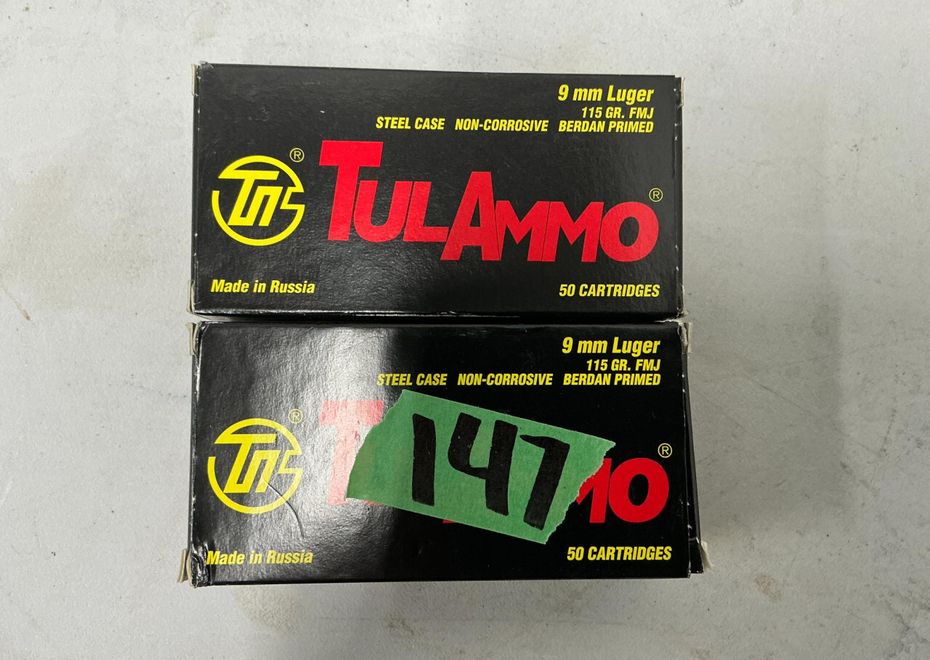 9 mm Luger
115 GR. FMJ
STEEL CASE NON-CORROSIVE BERDAN PRIMED
®
TULAMMO®
Made in Russia
50 CARTRIDGES
9 mm Luger
115 GR. FMJ
STEEL CASE NON-CORROSIVE BERDAN PRIMED
®
147
®
Made in Russia
50 CARTRIDGES